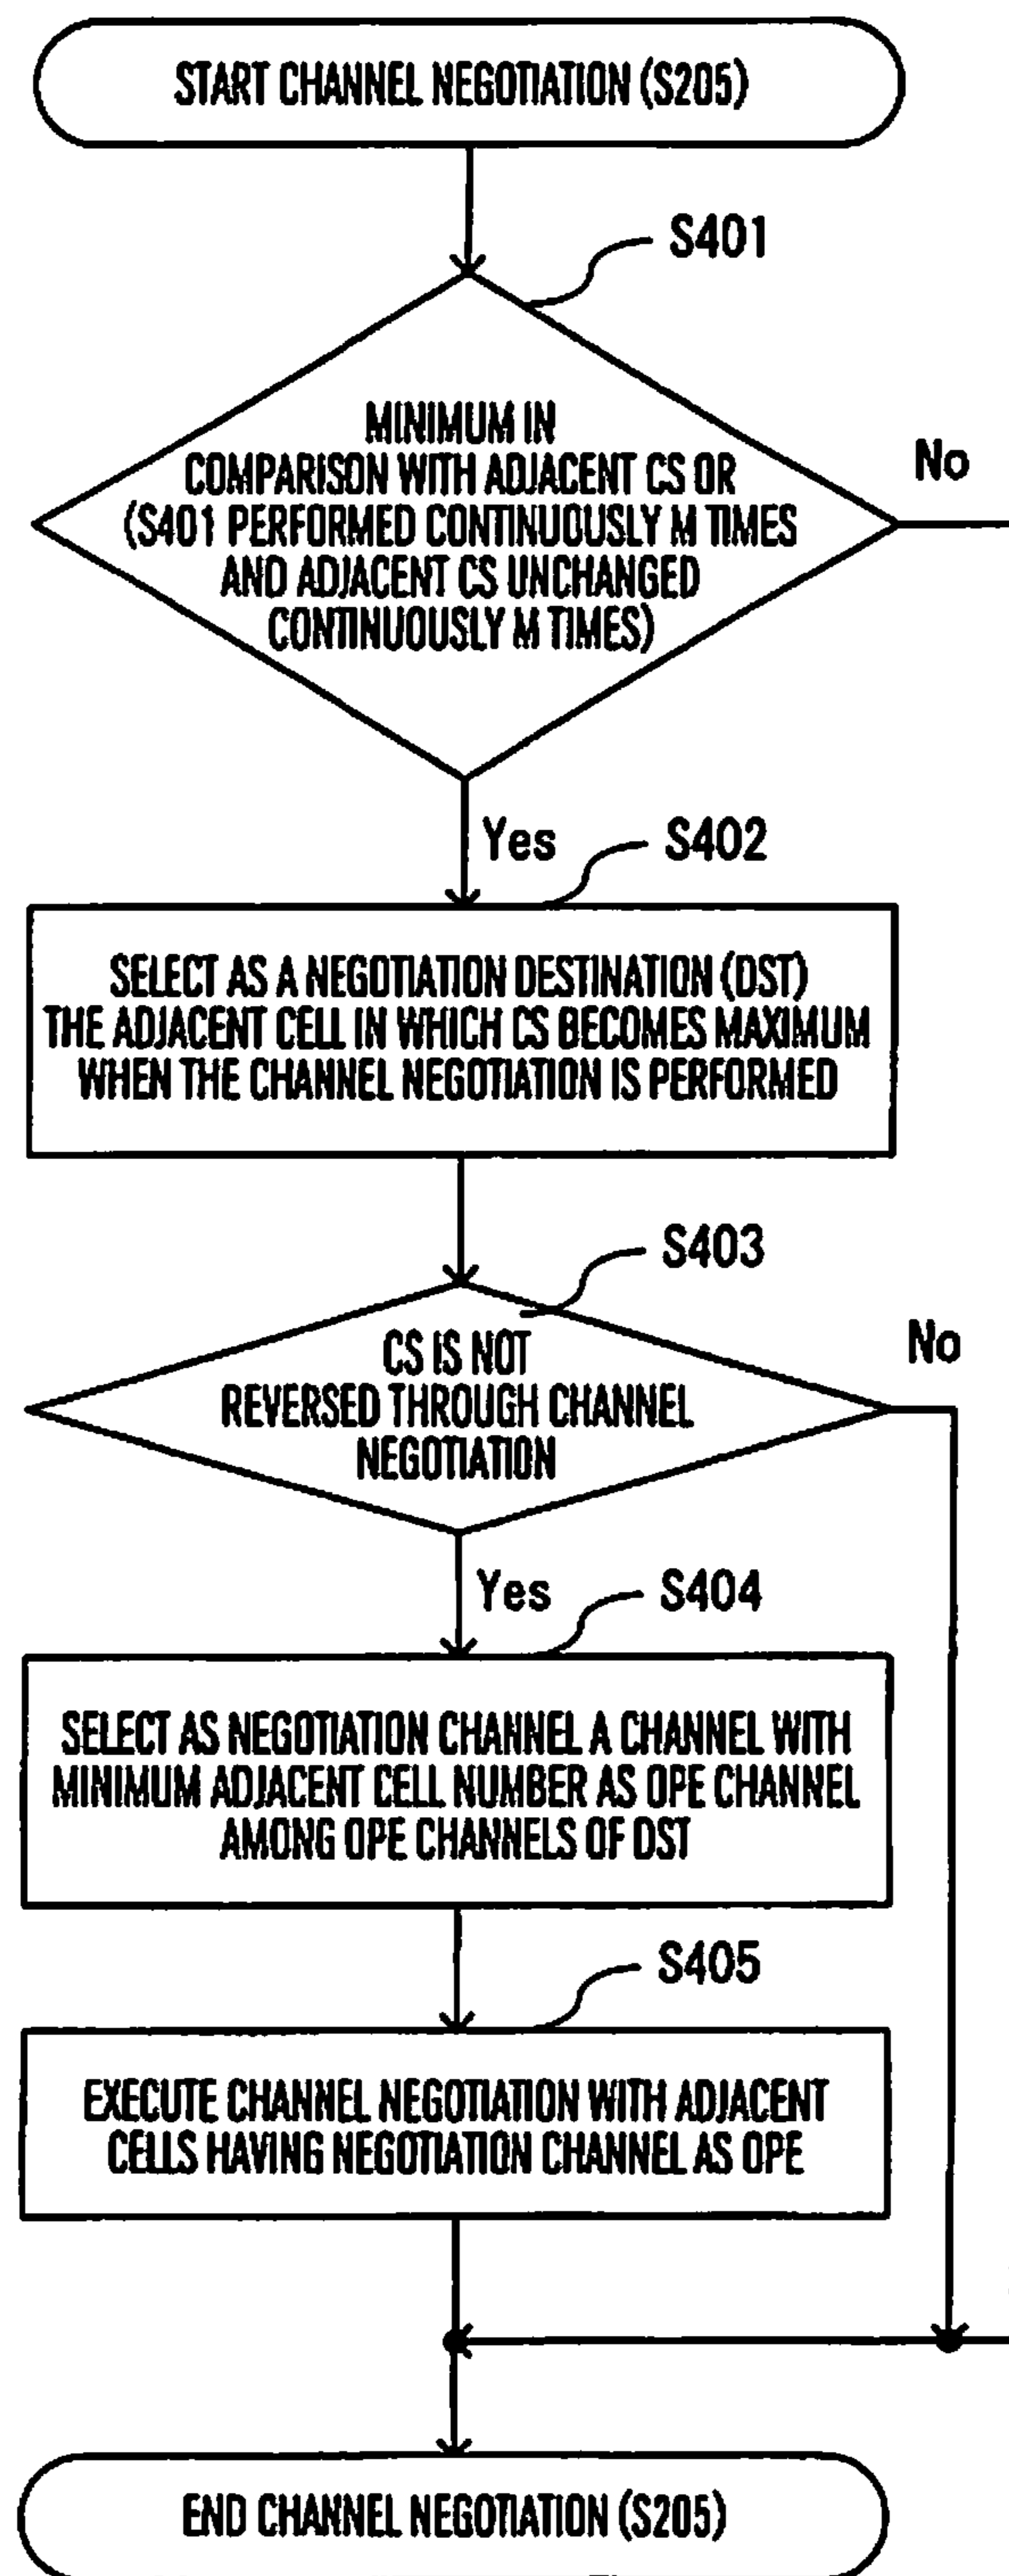 START CHANNEL NEGOTIATION (S205)
S401
MINIMUM IN
COMPARISON WITH ADJACENT CS OR
(S401 PERFORMED CONTINUOUSLY M TIMES
AND ADJACENT CS UNCHANGED
CONTINUOUSLY M TIMES)
No
Yes
S402
SELECT AS A NEGOTIATION DESTINATION (DST)
THE ADJACENT CELL IN WHICH CS BECOMES MAXIMUM
WHEN THE CHANNEL NEGOTIATION IS PERFORMED
S403
CS IS NOT
REVERSED THROUGH CHANNEL
NEGOTIATION
No
Yes
S404
SELECT AS NEGOTIATION CHANNEL A CHANNEL WITH
MINIMUM ADJACENT CELL NUMBER AS OPE CHANNEL
AMONG OPE CHANNELS OF DST
S405
EXECUTE CHANNEL NEGOTIATION WITH ADJACENT
CELLS HAVING NEGOTIATION CHANNEL AS OPE
END CHANNEL NEGOTIATION (S205)